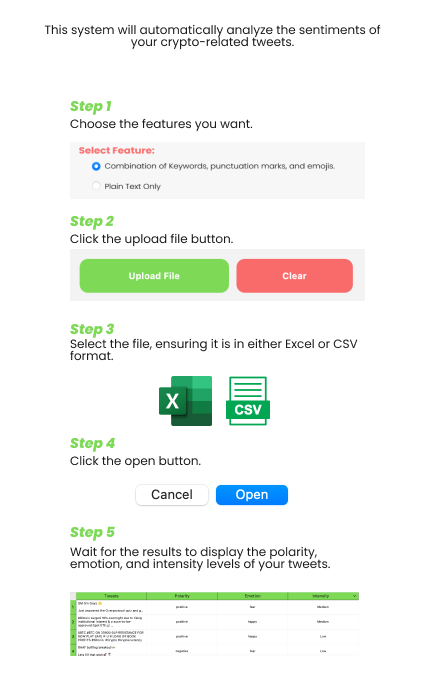 This system will automatically analyze the sentiments of
your crypto-related tweets.
Step 1
Choose the features you want.
Select Feature:
Combination of Keywords, punctuation marks, and emojis.
Plain Text Only
Step 2
Click the upload file button.
Upload File Clear
Step 3
Select the file, ensuring it is in either Excel or CSV
format.
X CSV
Step 4
Click the open button.
Cancel Open
Step 5
Wait for the results to display the polarity,
emotion, and intensity levels of your tweets.
Tweets Polarity Emotion Intensity
positive fear Medium
positive happy Medium
positive happy Low
negative fear Low